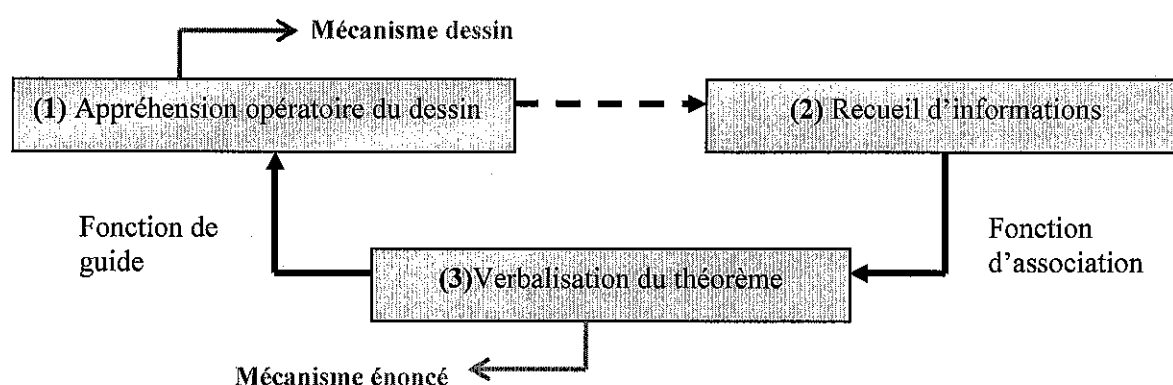 Mécanisme dessin
(1) Appréhension opératoire du dessin
(2) Recueil d'informations
Fonction de
guide
Fonction
d'association
(3)Verbalisation du théorème
Mécanisme énoncé